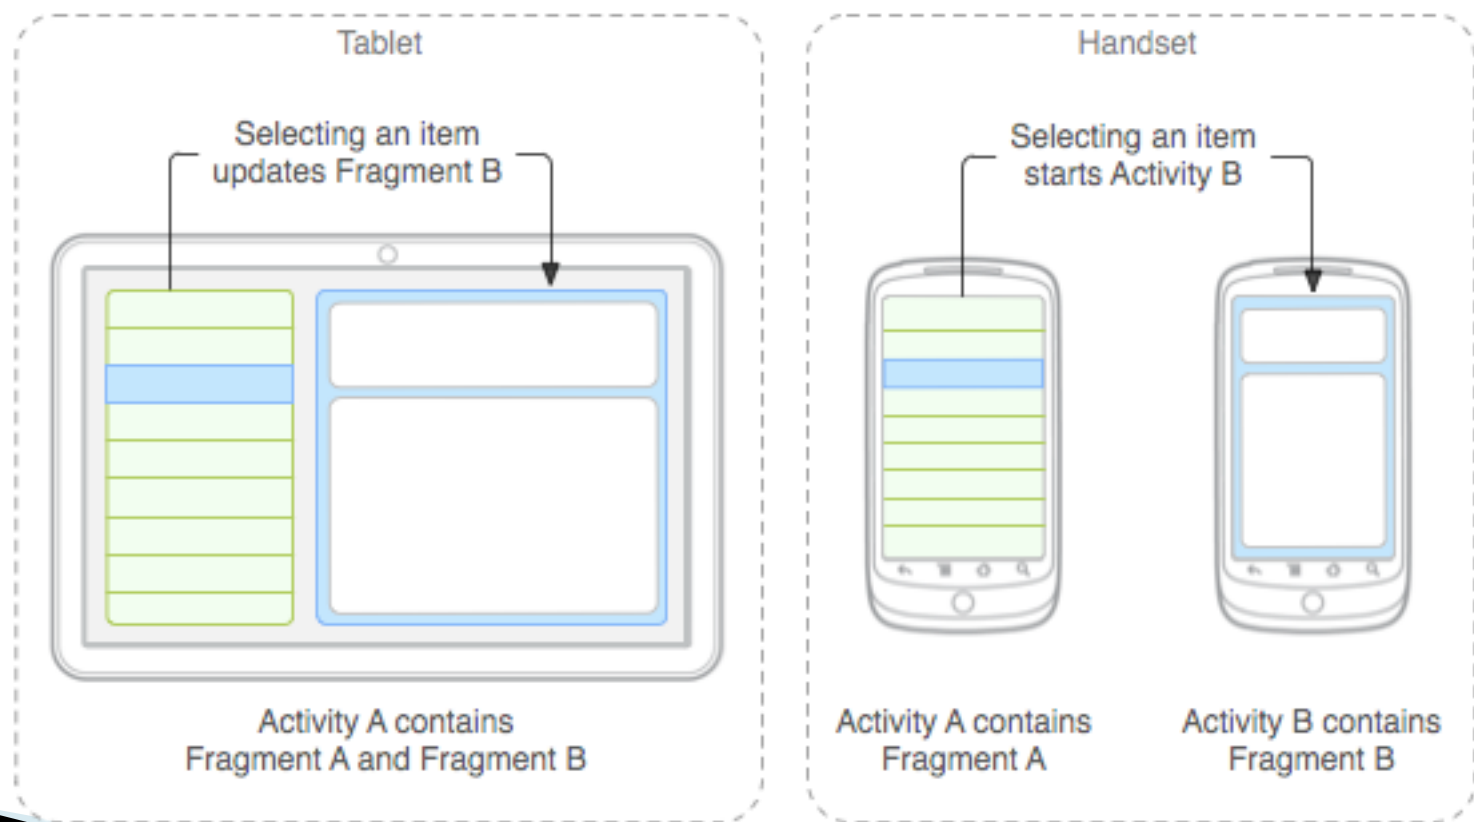 Tablet
Selecting an item
updates Fragment B
Activity A contains
Fragment A and Fragment B
Handset
Selecting an item
starts Activity B
Activity A contains
Fragment A
Activity B contains
Fragment B